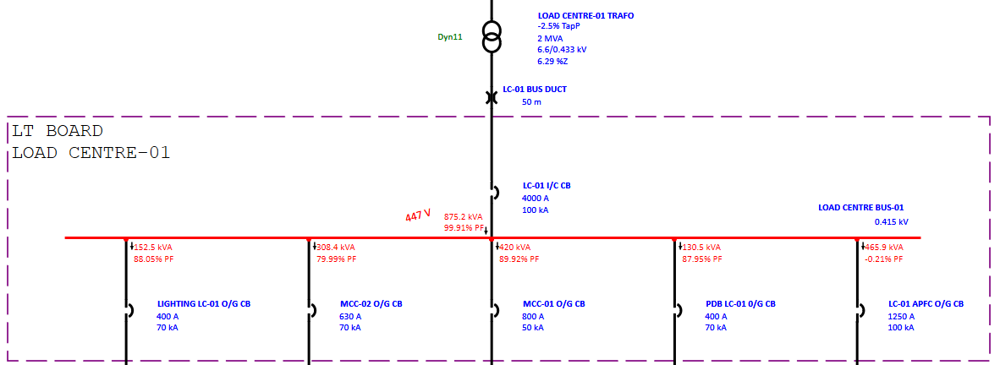 LOAD CENTRE-01 TRAFO
-2.5% TapP
Dyn11
2 MVA
6.6/0.433 kV
6.29 %Z
LC-01 BUS DUCT
50 m
LT BOARD
LOAD CENTRE-01
LC-01 I/C CB
4000 A
100 kA
447 V
875.2 kVA
99.91% PF
LOAD CENTRE BUS-01
0.415 kV
152.5 kVA
88.05% PF
308.4 kVA
79.99% PF
420 kVA
89.92% PF
130.5 kVA
87.95% PF
465.9 kVA
-0.21% PF
LIGHTING LC-01 O/G CB
400 A
70 kA
MCC-02 O/G CB
630 A
70 kA
MCC-01 O/G CB
800 A
50 kA
PDB LC-01 0/G CB
400 A
70 kA
LC-01 APFC O/G CB
1250 A
100 kA